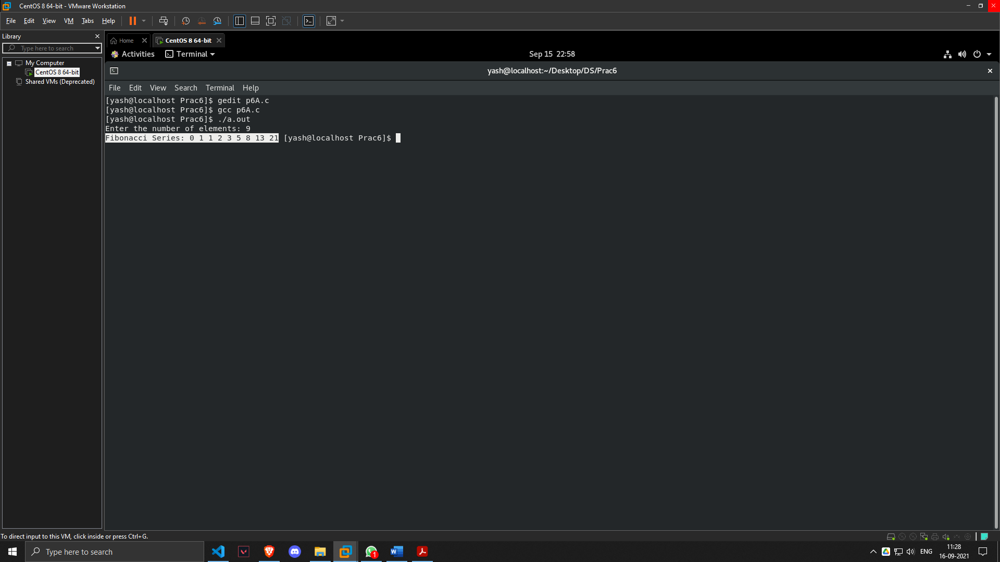 CentOS 8 64-bit - VMware Workstation
File Edit View VM Tabs Help
Library
Type here to search
My Computer
CentOS 8 64-bit
Shared VMs (Deprecated)
Home
CentOS 8 64-bit
Activities Terminal Sep 15 22:58
yash@localhost:~/Desktop/DS/Prac6
File Edit View Search Terminal Help
[yash@localhost Prac6]$ gedit p6A.c
[yash@localhost Prac6]$ gcc p6A.c
[yash@localhost Prac6]$ ./a.out
Enter the number of elements: 9
Fibonacci Series: 0 1 1 2 3 5 8 13 21 [yash@localhost Prac6]$
To direct input to this VM, click inside or press Ctrl+G.
Type here to search
1
W
ENG
11:28
16-09-2021